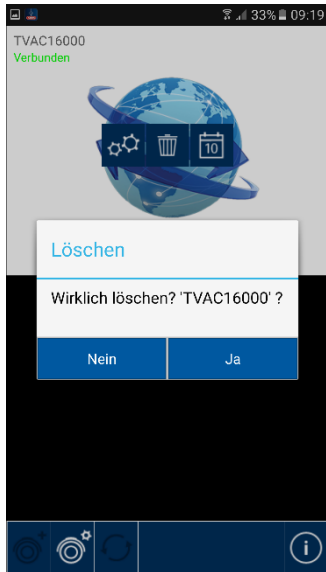 33% 09:19
TVAC16000
Verbunden
10
Löschen
Wirklich löschen? 'TVAC16000' ?
Nein Ja
i